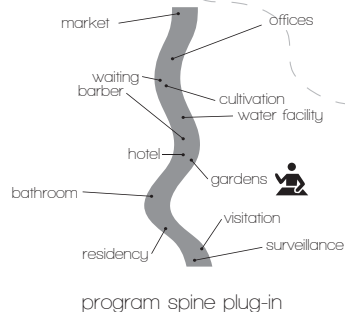 market
offices
waiting
barber
cultivation
water facility
hotel
gardens
bathroom
visitation
residency
surveillance
program spine plug-in